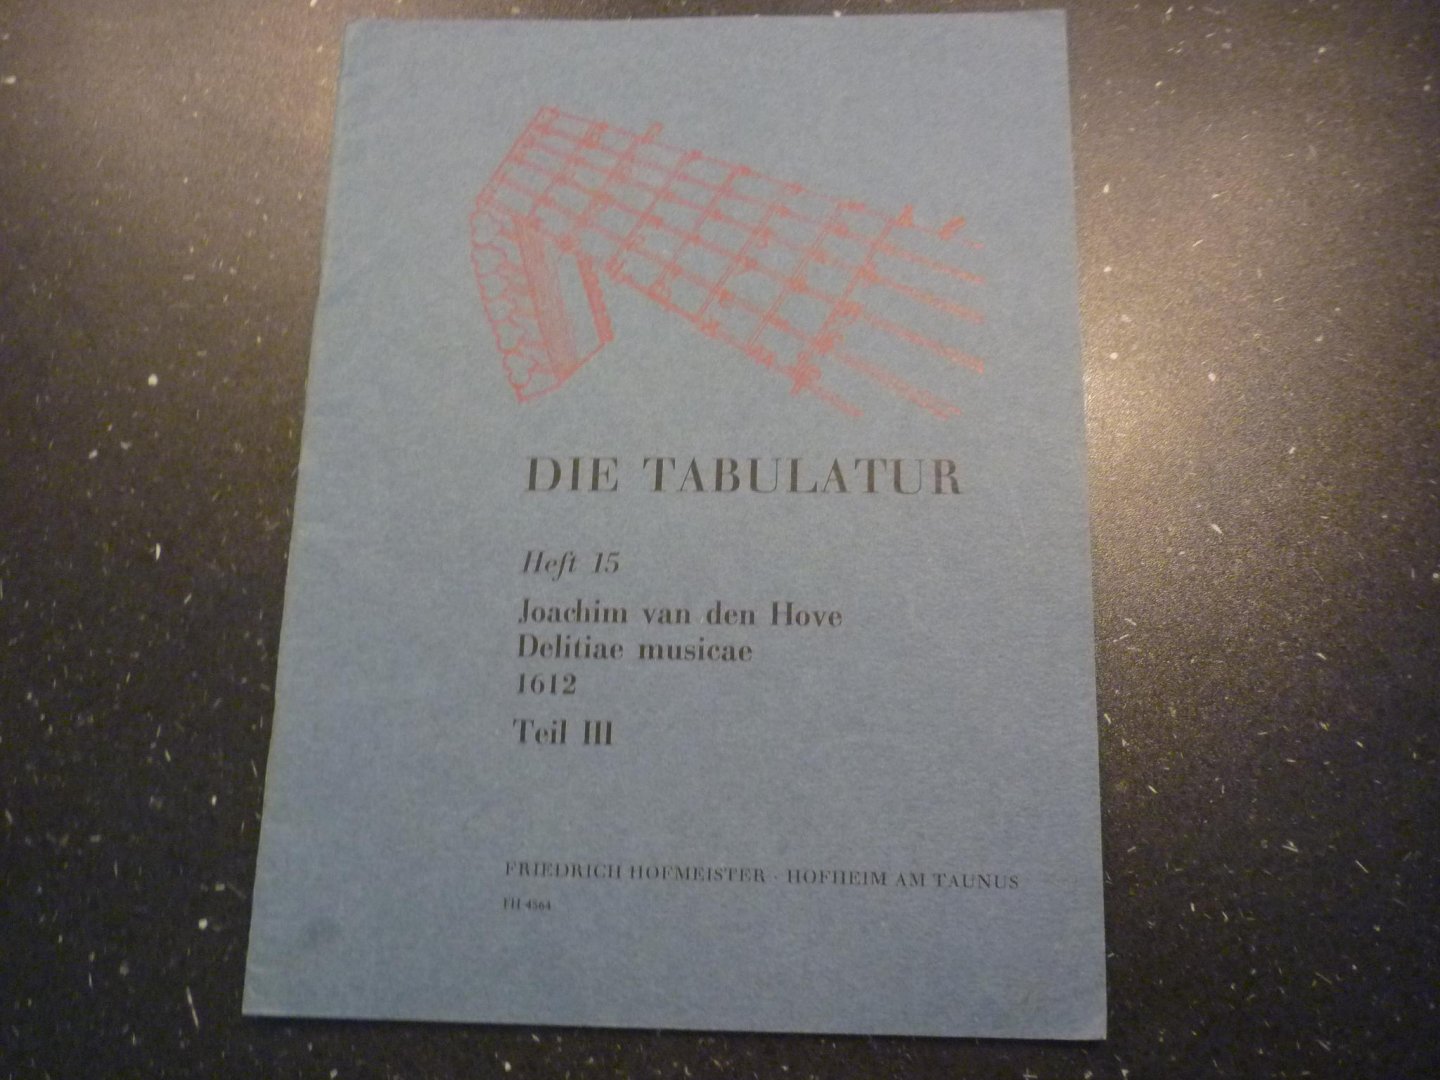 DIE TABULATUR
Heft 15
Joachim van den Hove
Delitiae musicae
1612
Teil III
FRIEDRICH HOFMEISTER · HOFHEIM AM TAUNUS
FH 4564